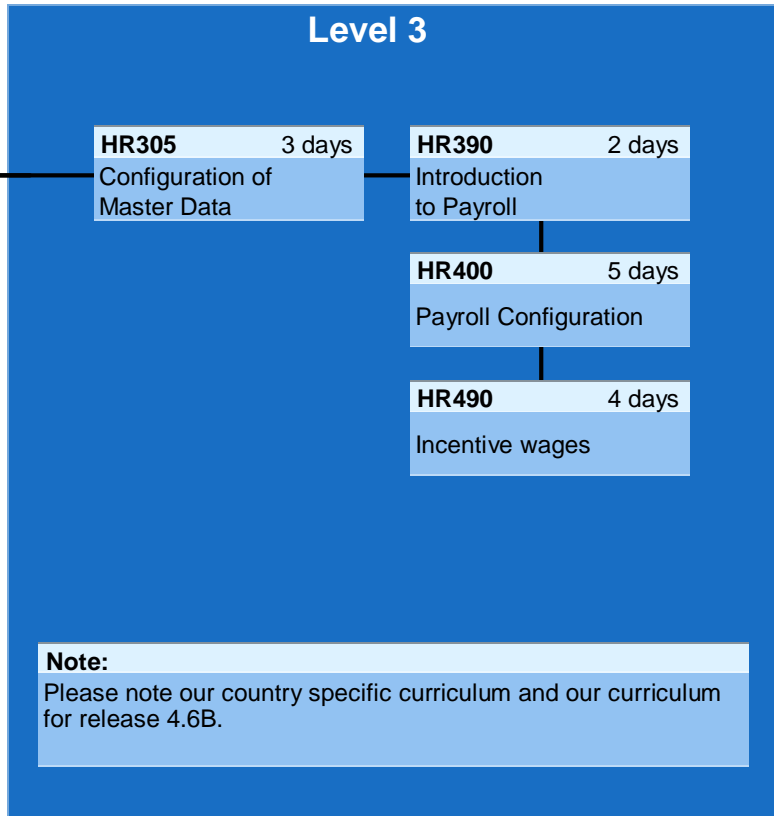 Level 3
HR305 3 days
Configuration of
Master Data
HR390 2 days
Introduction
to Payroll
HR400 5 days
Payroll Configuration
HR490 4 days
Incentive wages
Note:
Please note our country specific curriculum and our curriculum
for release 4.6B.